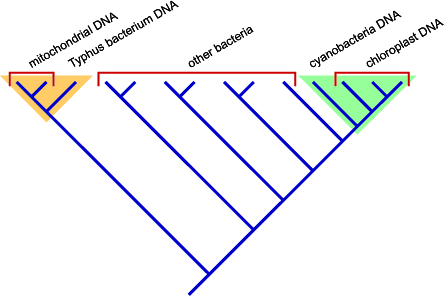 mitochondrial DNA
Typhus bacterium DNA
other bacteria
cyanobacteria DNA
chloroplast DNA